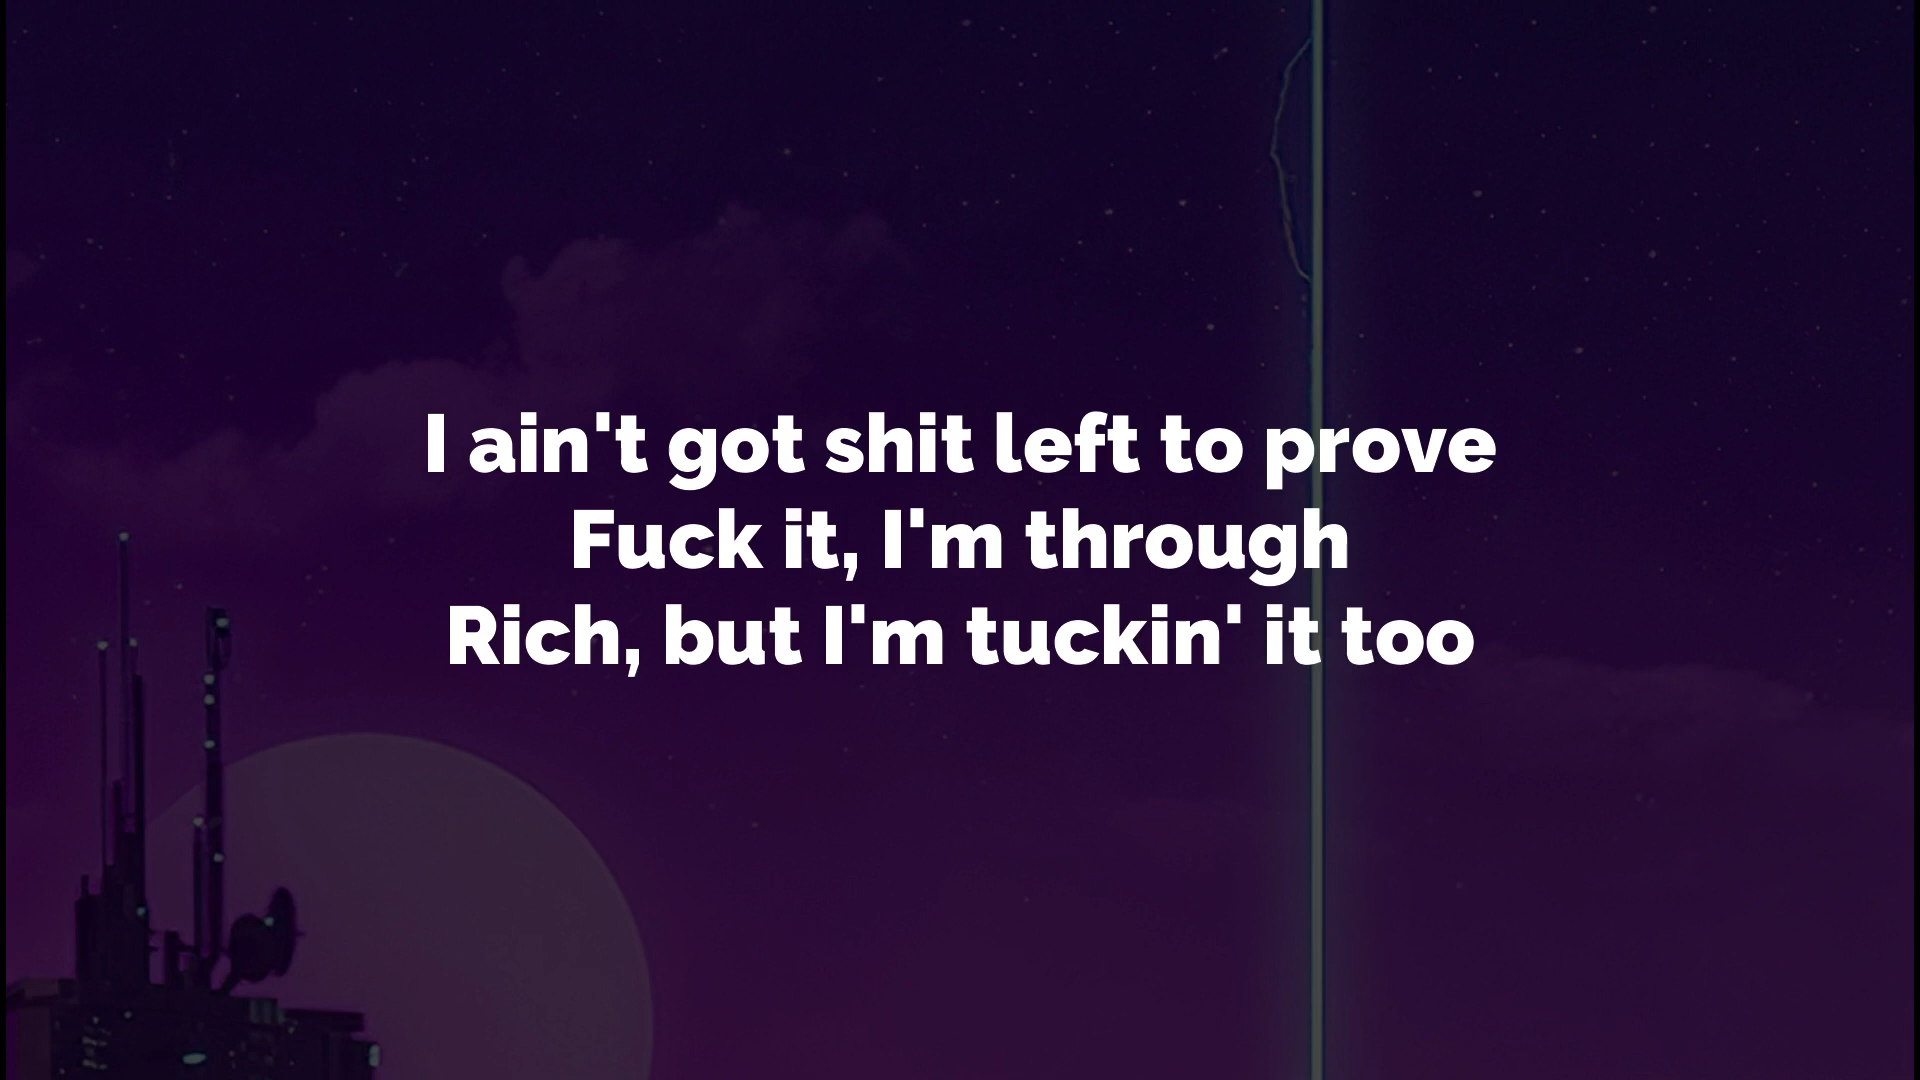 I ain't got shit left to prove
Fuck it, I'm through
Rich, but I'm tuckin' it too